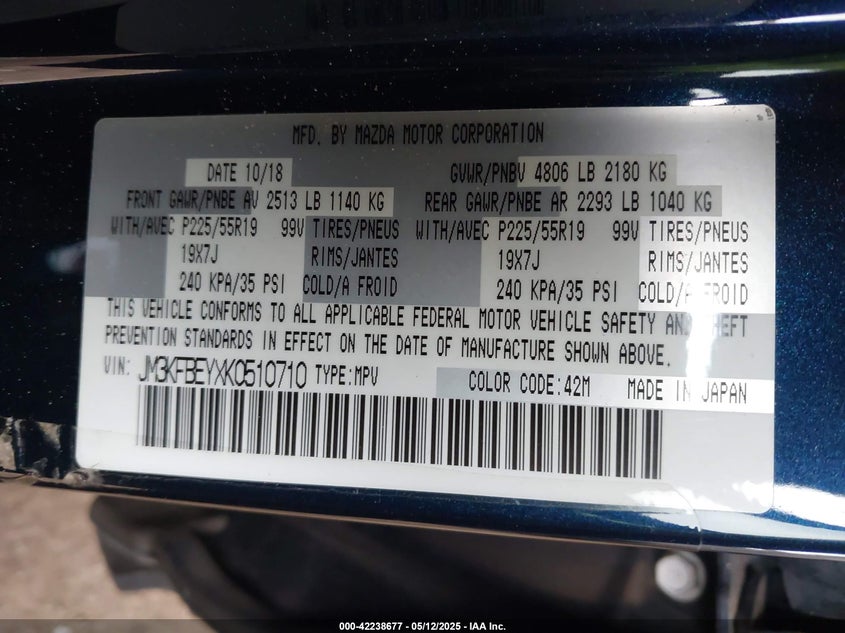 MFD. BY MAZDA MOTOR CORPORATION
DATE 10/18 GVWR/PNBV 4806 LB 2180 KG
FRONT GAWR/PNBE AV 2513 LB 1140 KG REAR GAWR/PNBE AR 2293 LB 1040 KG
WITH/AVEC P225/55R19 99V TIRES/PNEUS WITH/AVEC P225/55R19 99V TIRES/PNEUS
19X7J RIMS/JANTES 19X7J RIMS/JANTES
240 KPA/35 PSI COLD/A FROID 240 KPA/35 PSI COLD/A FROID
THIS VEHICLE CONFORMS TO ALL APPLICABLE FEDERAL MOTOR VEHICLE SAFETY AND THEFT
PREVENTION STANDARDS IN EFFECT ON THE DATE OF MANUFACTURE SHOWN ABOVE.
VIN: JM3KFBEYXK0510710 TYPE:MPV COLOR CODE:42M MADE IN JAPAN
000-42238677 - 05/12/2025 - IAA Inc.